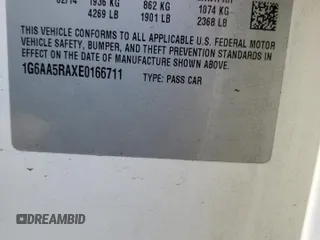 02/14 1936 KG 862 KG 1074 KG
4269 LB 1901 LB 2368 LB
THIS VEHICLE CONFORMS TO ALL APPLICABLE U.S. FEDERAL MOTOR
VEHICLE SAFETY, BUMPER, AND THEFT PREVENTION STANDARDS
IN EFFECT ON THE DATE OF MANUFACTURE SHOWN ABOVE.
1G6AA5RAXE0166711 TYPE: PASS CAR
DREAMBID